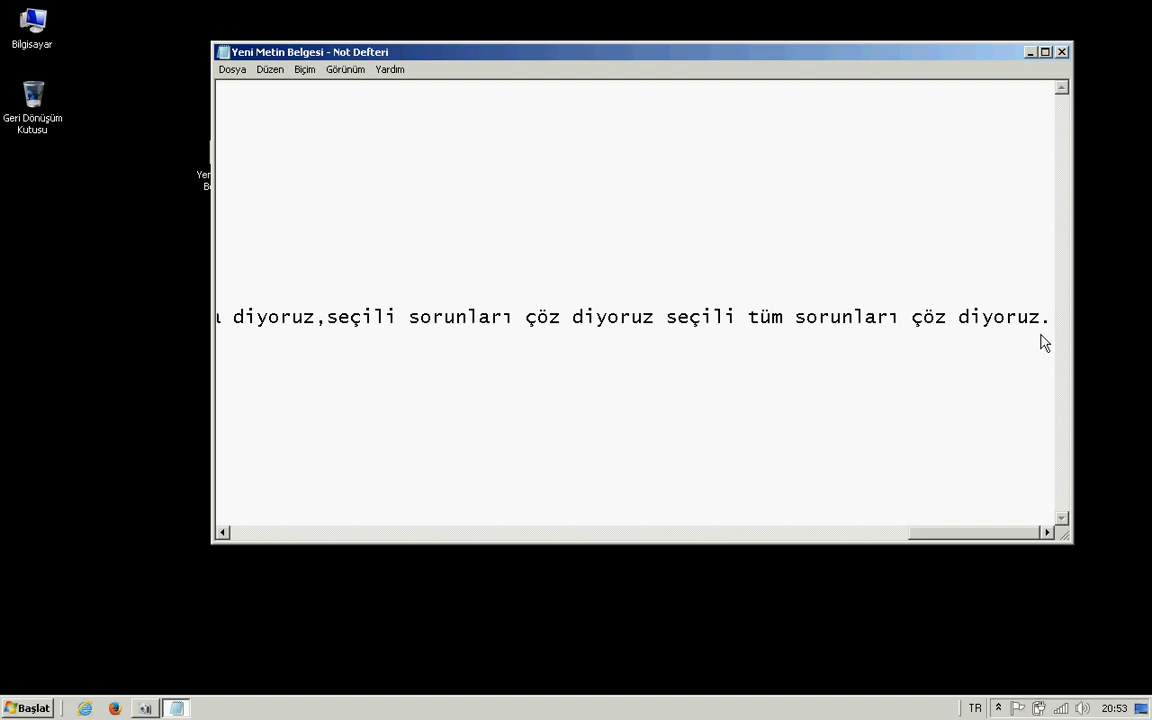 Bilgisayar
Geri Dönüşüm
Kutusu
Yeni Metin Belgesi - Not Defteri
Dosya Düzen Biçim Görünüm Yardım
diyoruz,seçili sorunları çöz diyoruz seçili tüm sorunları çöz diyoruz.
Başlat
TR
20:53